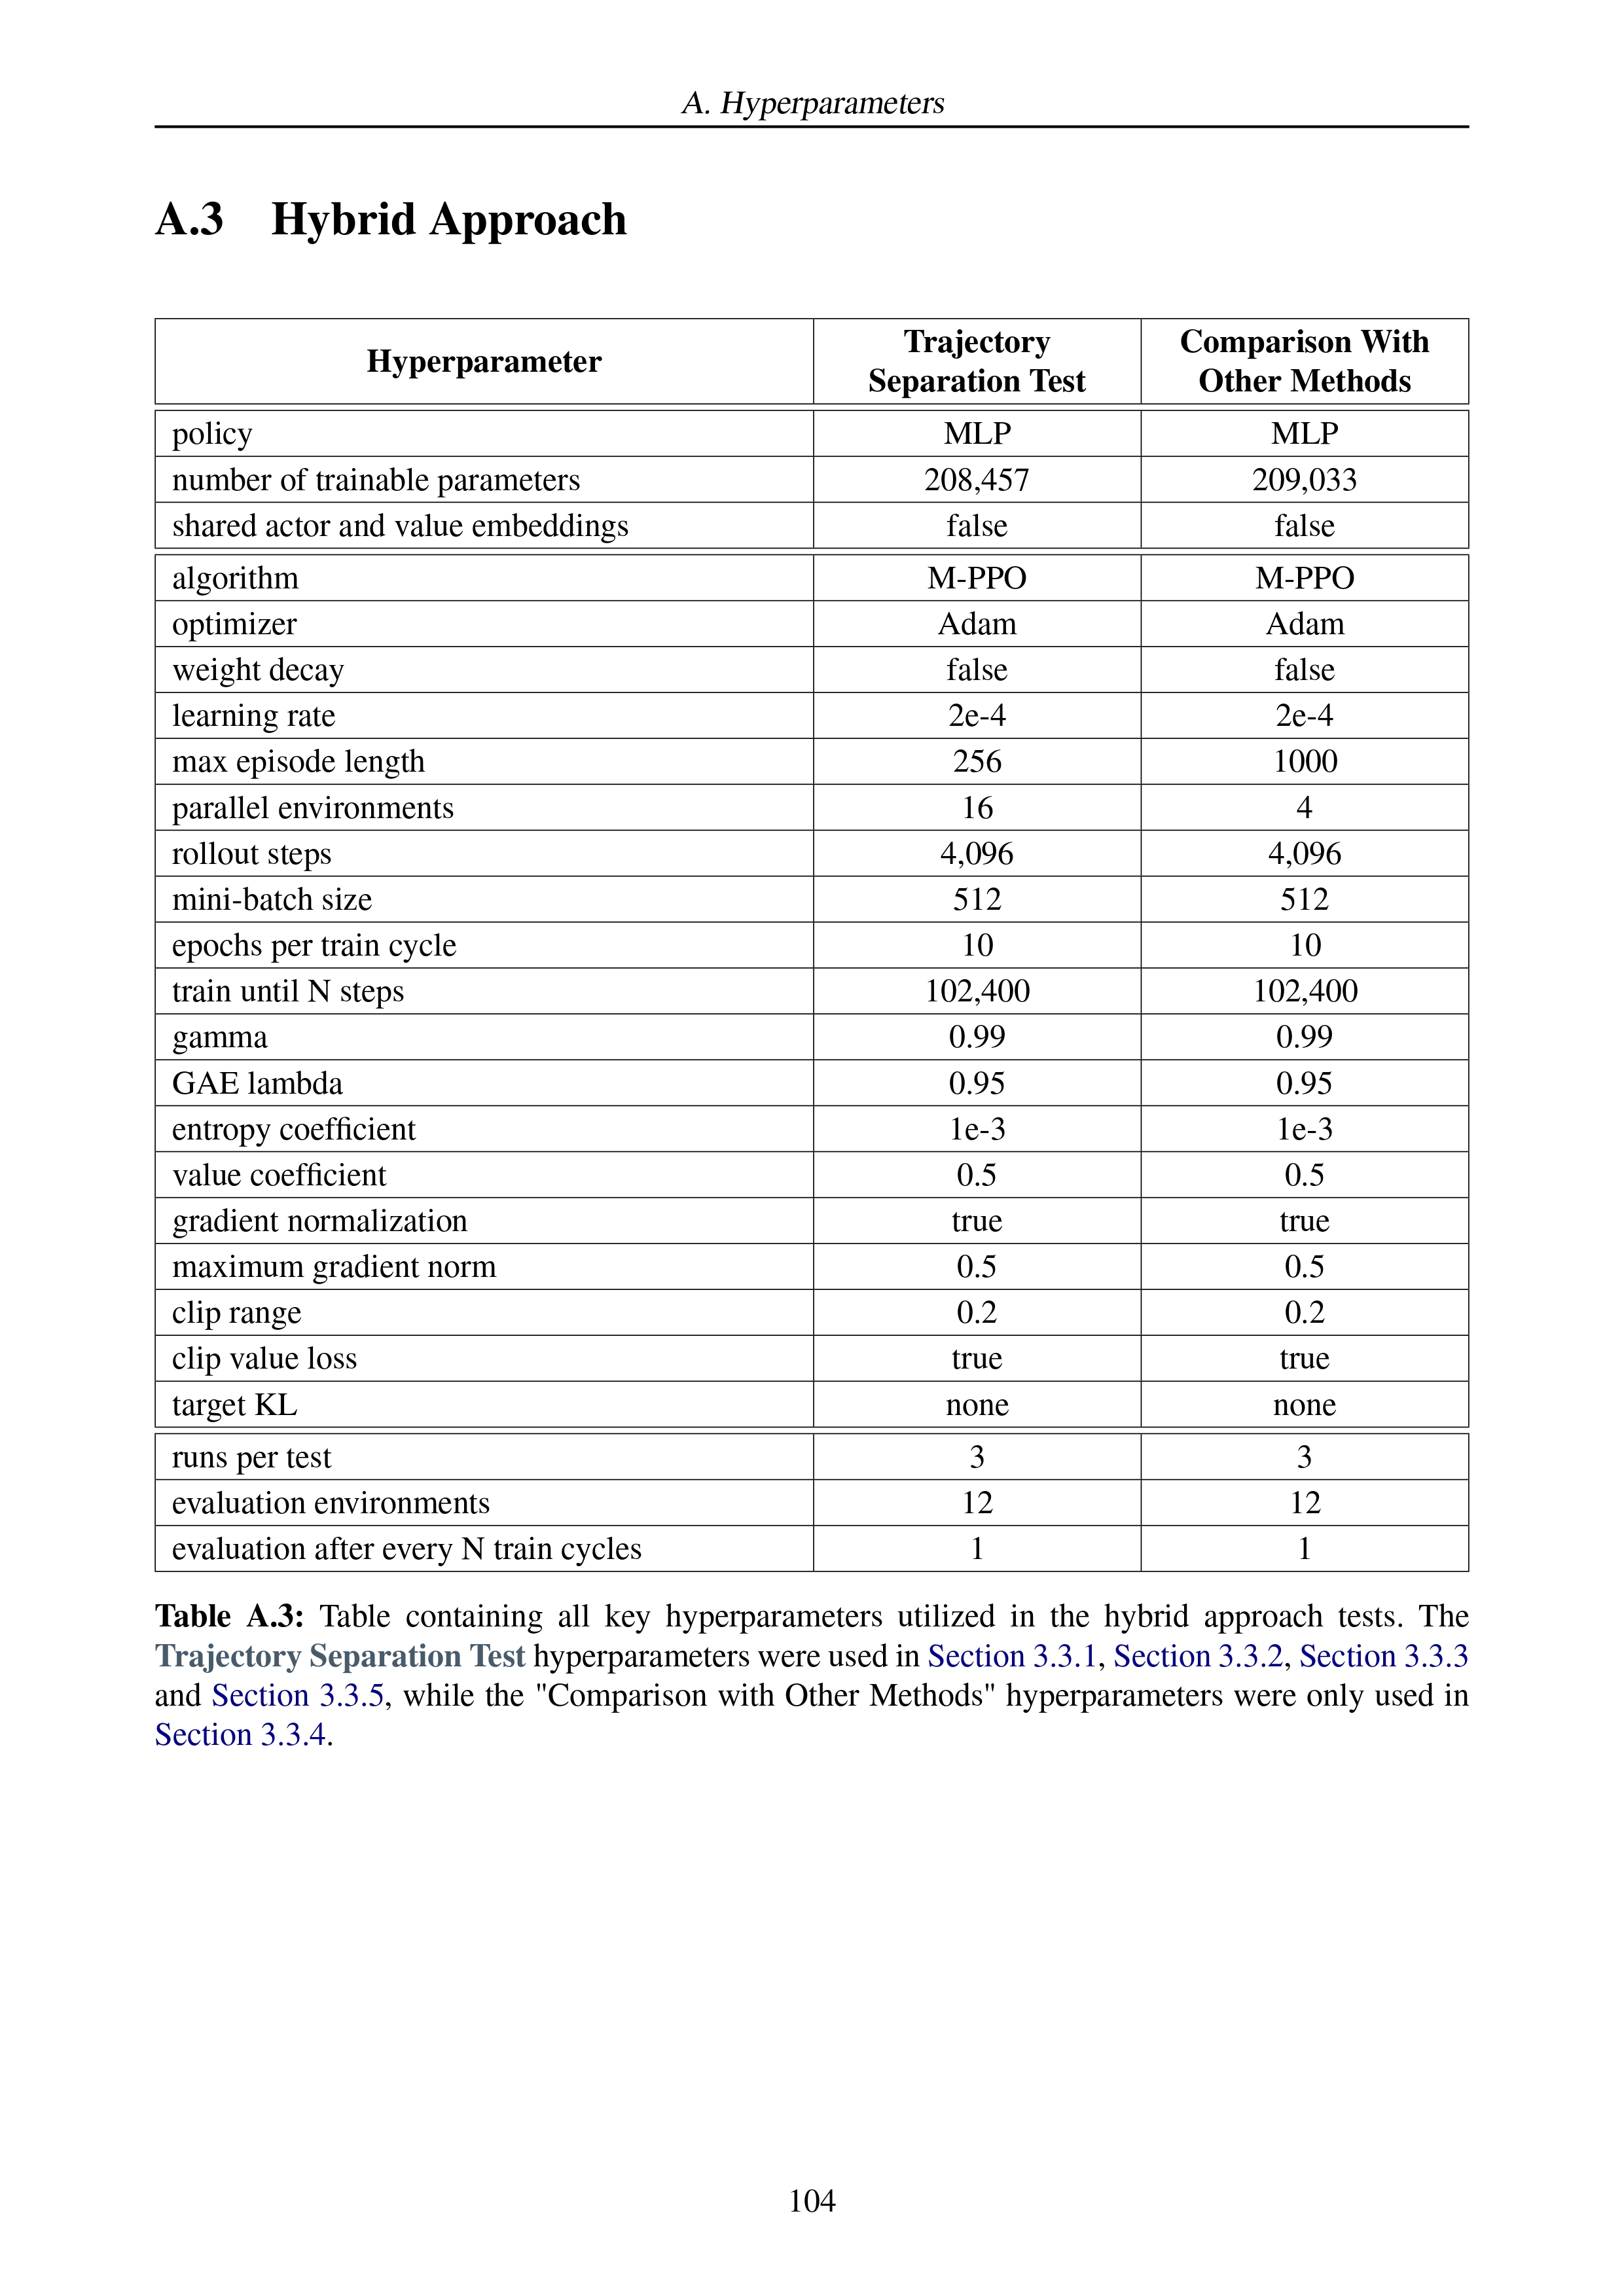 A. Hyperparameters
A.3 Hybrid Approach
Hyperparameter Trajectory Separation Test Comparison With Other Methods
policy MLP MLP
number of trainable parameters 208,457 209,033
shared actor and value embeddings false false
algorithm M-PPO M-PPO
optimizer Adam Adam
weight decay false false
learning rate 2e-4 2e-4
max episode length 256 1000
parallel environments 16 4
rollout steps 4,096 4,096
mini-batch size 512 512
epochs per train cycle 10 10
train until N steps 102,400 102,400
gamma 0.99 0.99
GAE lambda 0.95 0.95
entropy coefficient 1e-3 1e-3
value coefficient 0.5 0.5
gradient normalization true true
maximum gradient norm 0.5 0.5
clip range 0.2 0.2
clip value loss true true
target KL none none
runs per test 3 3
evaluation environments 12 12
evaluation after every N train cycles 1 1
Table A.3: Table containing all key hyperparameters utilized in the hybrid approach tests. The
Trajectory Separation Test hyperparameters were used in Section 3.3.1, Section 3.3.2, Section 3.3.3
and Section 3.3.5, while the "Comparison with Other Methods" hyperparameters were only used in
Section 3.3.4.
104